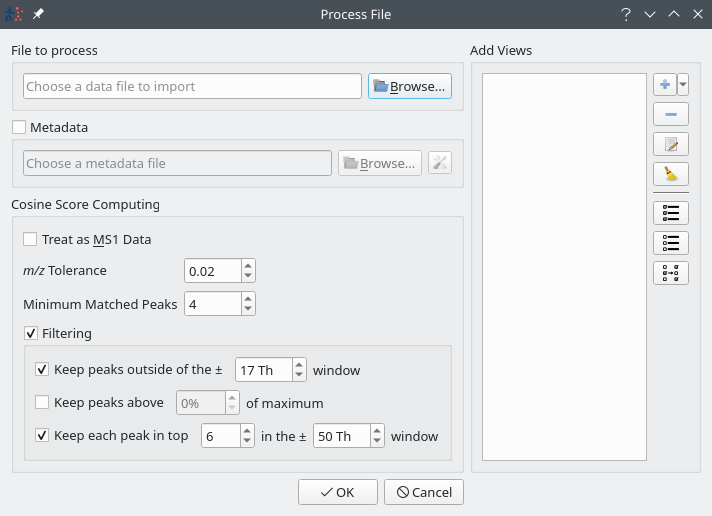 Process File
File to process
Choose a data file to import
Browse...
Metadata
Choose a metadata file
Browse...
Cosine Score Computing
Treat as MS1 Data
m/z Tolerance
0.02
Minimum Matched Peaks
4
Filtering
Keep peaks outside of the ± 17 Th window
Keep peaks above 0% of maximum
Keep each peak in top 6 in the ± 50 Th window
Add Views
OK
Cancel